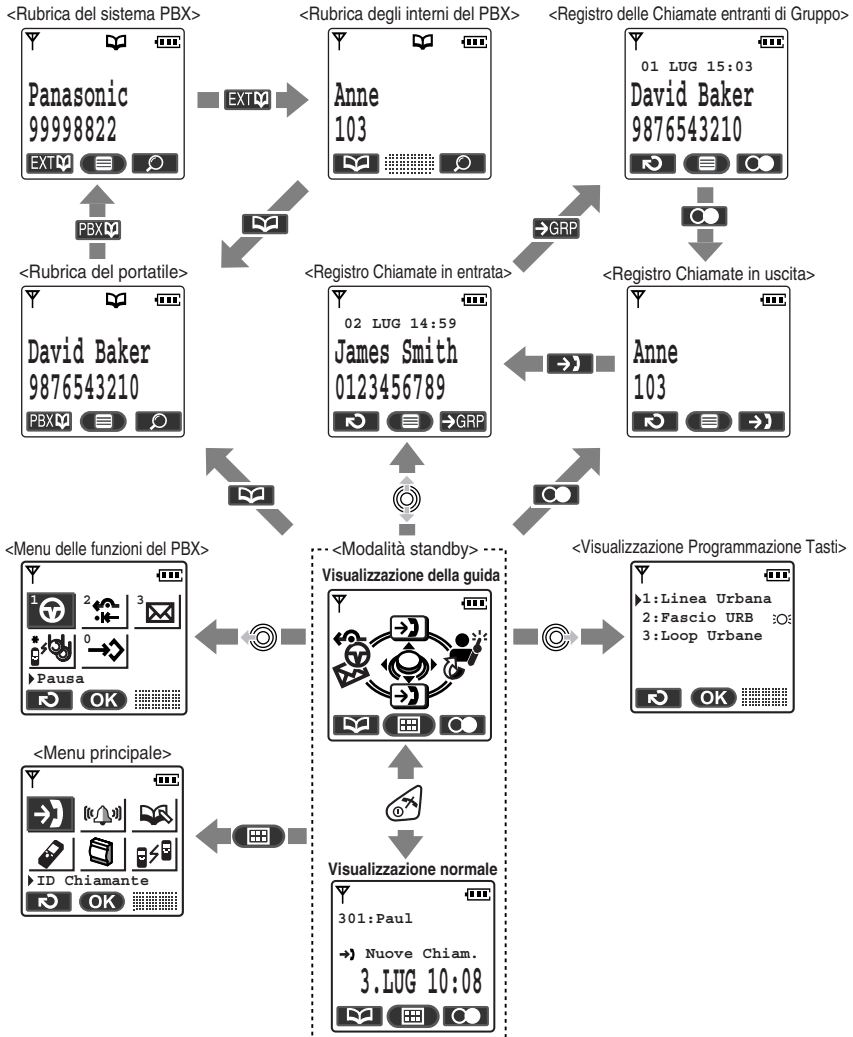 <Rubrica del sistema PBX>
Panasonic
99998822
EXT
EXT
<Rubrica degli interni del PBX>
Anne
103
<Registro delle Chiamate entranti di Gruppo>
01 LUG 15:03
David Baker
9876543210
PBX
→GRP
<Rubrica del portatile>
David Baker
9876543210
PBX
<Registro Chiamate in entrata>
02 LUG 14:59
James Smith
0123456789
→GRP
<Registro Chiamate in uscita>
Anne
103
<Menu delle funzioni del PBX>
1
2
3
*
0
Pausa
OK
<Modalità standby>
Visualizzazione della guida
<Visualizzazione Programmazione Tasti>
1:Linea Urbana
2:Fascio URB
3:Loop Urbane
OK
<Menu principale>
ID Chiamante
OK
Visualizzazione normale
301:Paul
Nuove Chiam.
3.LUG 10:08